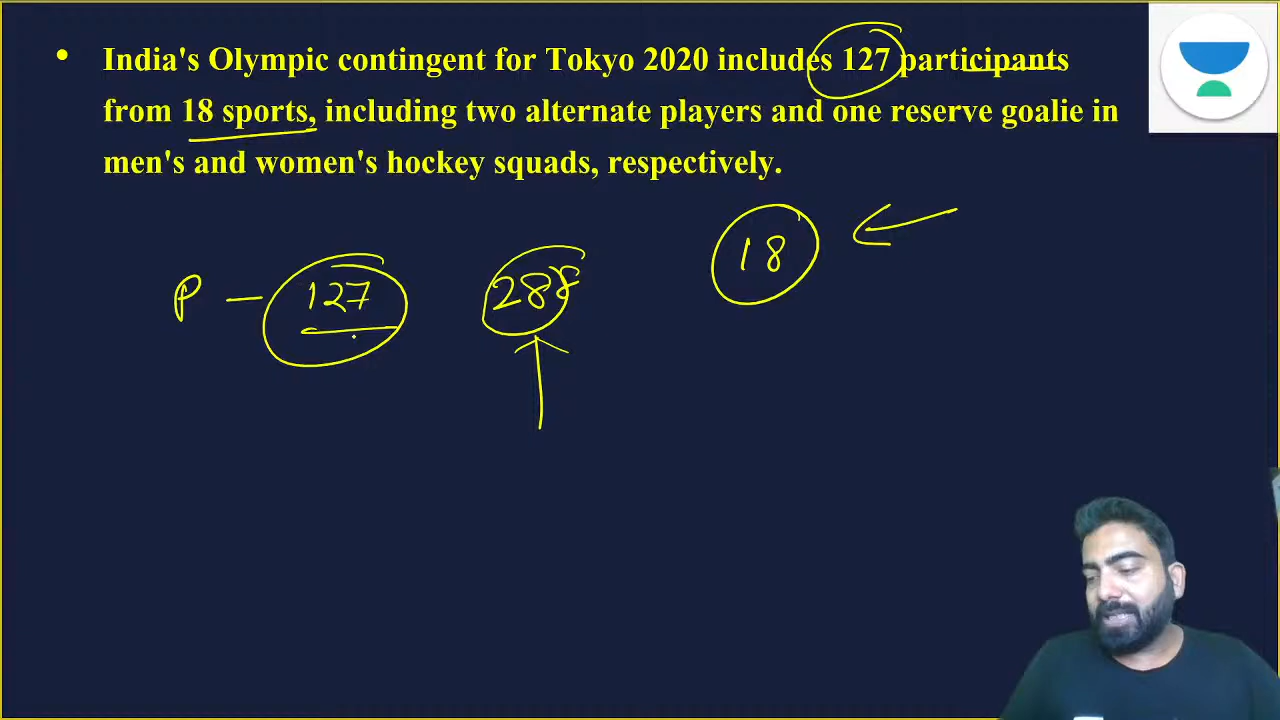 • India's Olympic contingent for Tokyo 2020 includes 127 participants
from 18 sports, including two alternate players and one reserve goalie in
men's and women's hockey squads, respectively.
18
P – 127 288